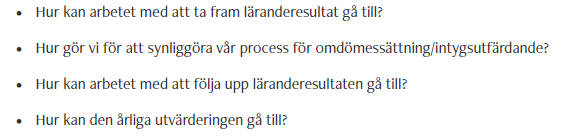 • Hur kan arbetet med att ta fram läranderesultat gå till?
• Hur gör vi för att synliggöra vår process för omdömessättning/intygsutfärdande?
• Hur kan arbetet med att följa upp läranderesultaten gå till?
• Hur kan den årliga utvärderingen gå till?